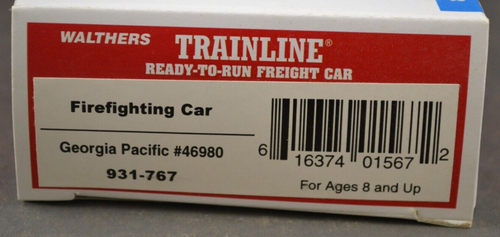 WALTHERS
TRAINLINE®
READY-TO-RUN FREIGHT CAR
Firefighting Car
Georgia Pacific #46980
931-767
6 16374 01567 2
For Ages 8 and Up